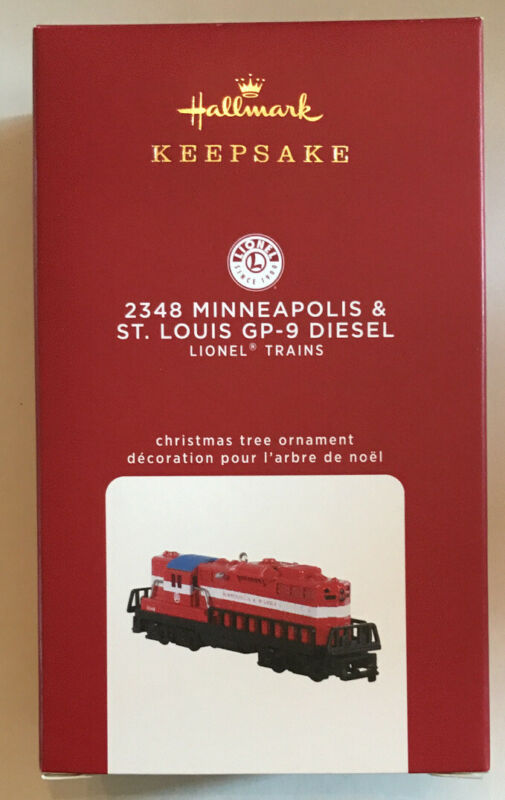 Hallmark
KEEPSAKE
LIONEL
L
SINCE 1900
2348 MINNEAPOLIS &
ST. LOUIS GP-9 DIESEL
LIONEL® TRAINS
christmas tree ornament
décoration pour l'arbre de noël